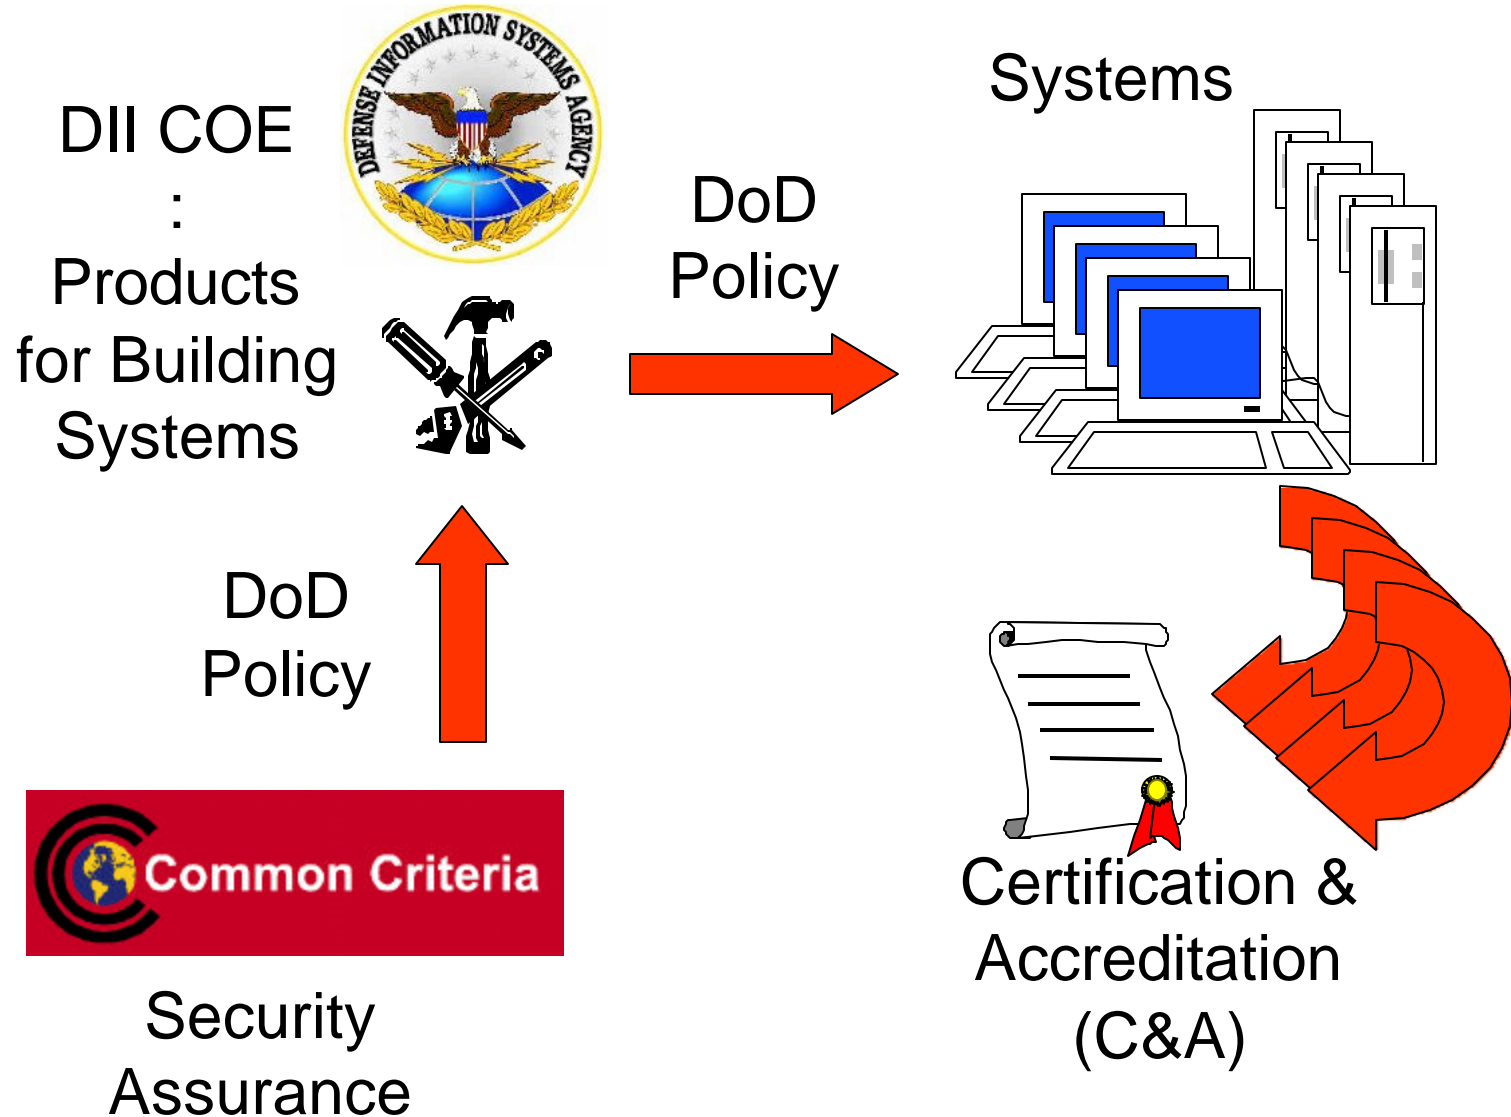 DII COE
:
Products
for Building
Systems
DEFENSE INFORMATION SYSTEMS AGENCY
DoD
Policy
Systems
DoD
Policy
Common Criteria
Security
Assurance
Certification &
Accreditation
(C&A)